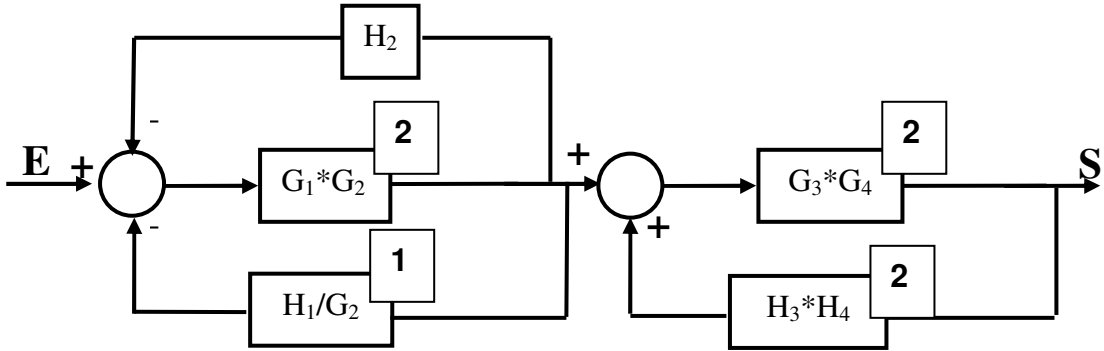 H₂
-
2
2
E +
G₁*G₂
+
G₃*G₄
S
-
+
1
2
H₁/G₂
H₃*H₄